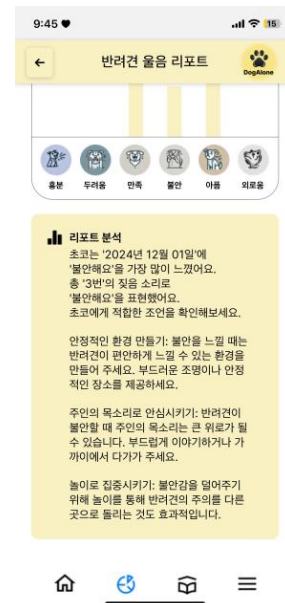 9:45
15
반려견 울음 리포트
DogAlone
흥분 두려움 만족 불안 아픔 외로움
리포트 분석
초코는 '2024년 12월 01일'에
'불안해요'을 가장 많이 느꼈어요.
총 '3번'의 짖음 소리로
'불안해요'을 표현했어요.
초코에게 적합한 조언을 확인해보세요.
안정적인 환경 만들기: 불안을 느낄 때는
반려견이 편안하게 느낄 수 있는 환경을
만들어 주세요. 부드러운 조명이나 안정
적인 장소를 제공하세요.
주인의 목소리로 안심시키기: 반려견이
불안할 때 주인의 목소리는 큰 위로가 될
수 있습니다. 부드럽게 이야기하거나 가
까이에서 다가가 주세요.
놀이로 집중시키기: 불안감을 덜어주기
위해 놀이를 통해 반려견의 주의를 다른
곳으로 돌리는 것도 효과적입니다.